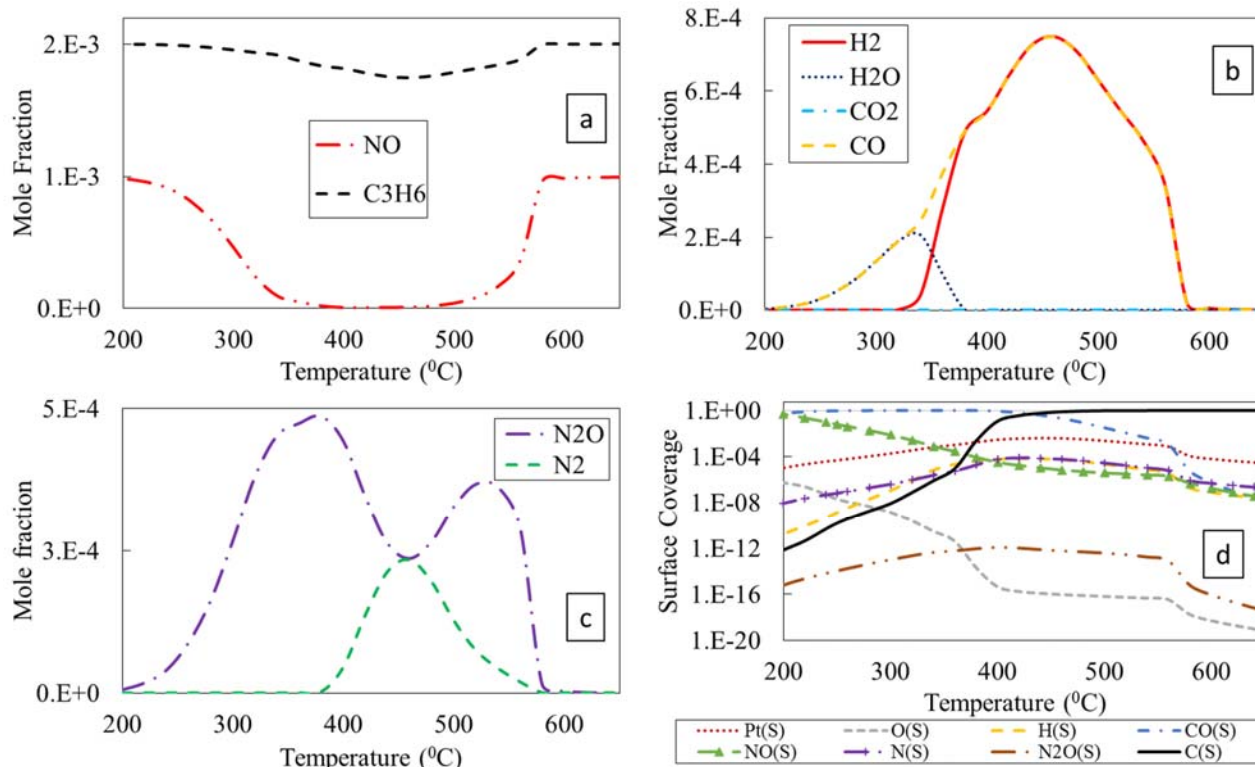 2.E-3
1.E-3
0.E+0
Mole Fraction
NO
C3H6
a
200 300 400 500 600
Temperature (⁰C)
8.E-4
6.E-4
4.E-4
2.E-4
0.E+0
Mole Fraction
H2
H2O
CO2
CO
b
200 300 400 500 600
Temperature (⁰C)
5.E-4
3.E-4
0.E+0
Mole fraction
N2O
N2
c
200 300 400 500 600
Temperature (⁰C)
1.E+00
1.E-04
1.E-08
1.E-12
1.E-16
1.E-20
Surface Coverage
d
200 300 400 500 600
Temperature (⁰C)
Pt(S) O(S) H(S) CO(S)
NO(S) N(S) N2O(S) C(S)